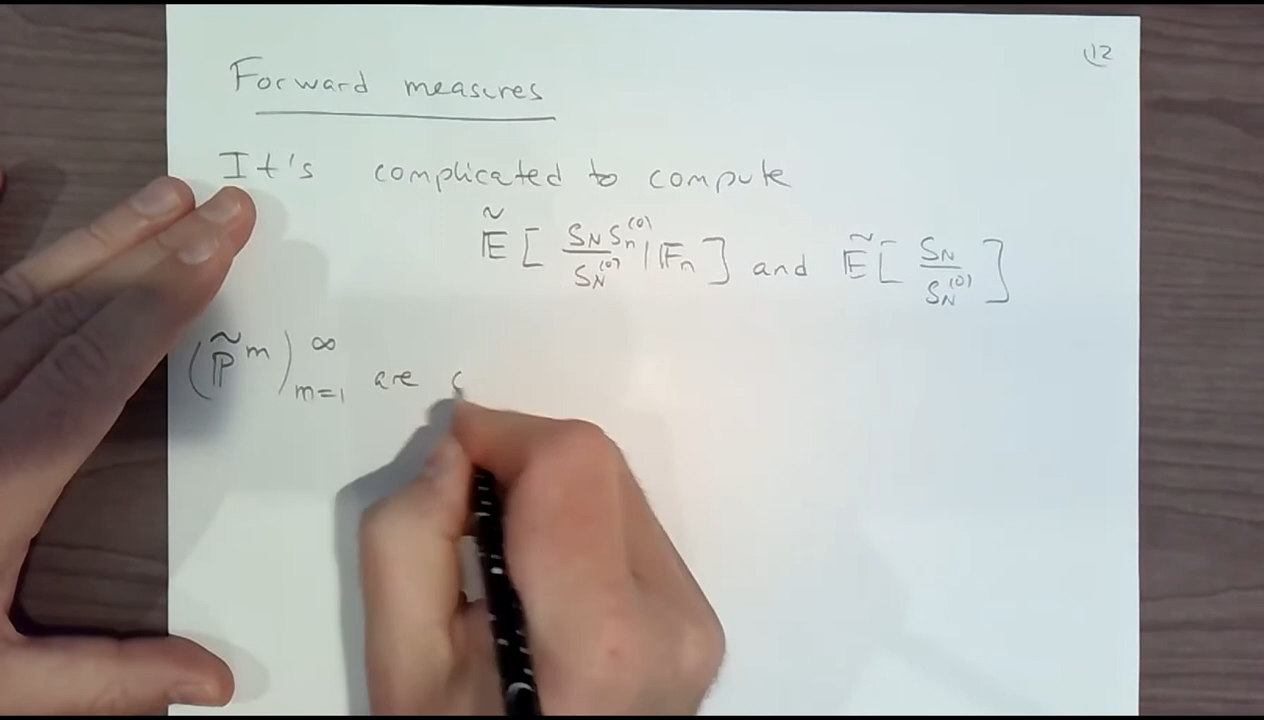 12
Forward measures
It's complicated to compute
Ẽ[ S_N S_n^(0) / S_N^(0) | F_n ] and Ẽ[ S_N / S_N^(0) ]
(P̃^m)_{m=1}^∞ are